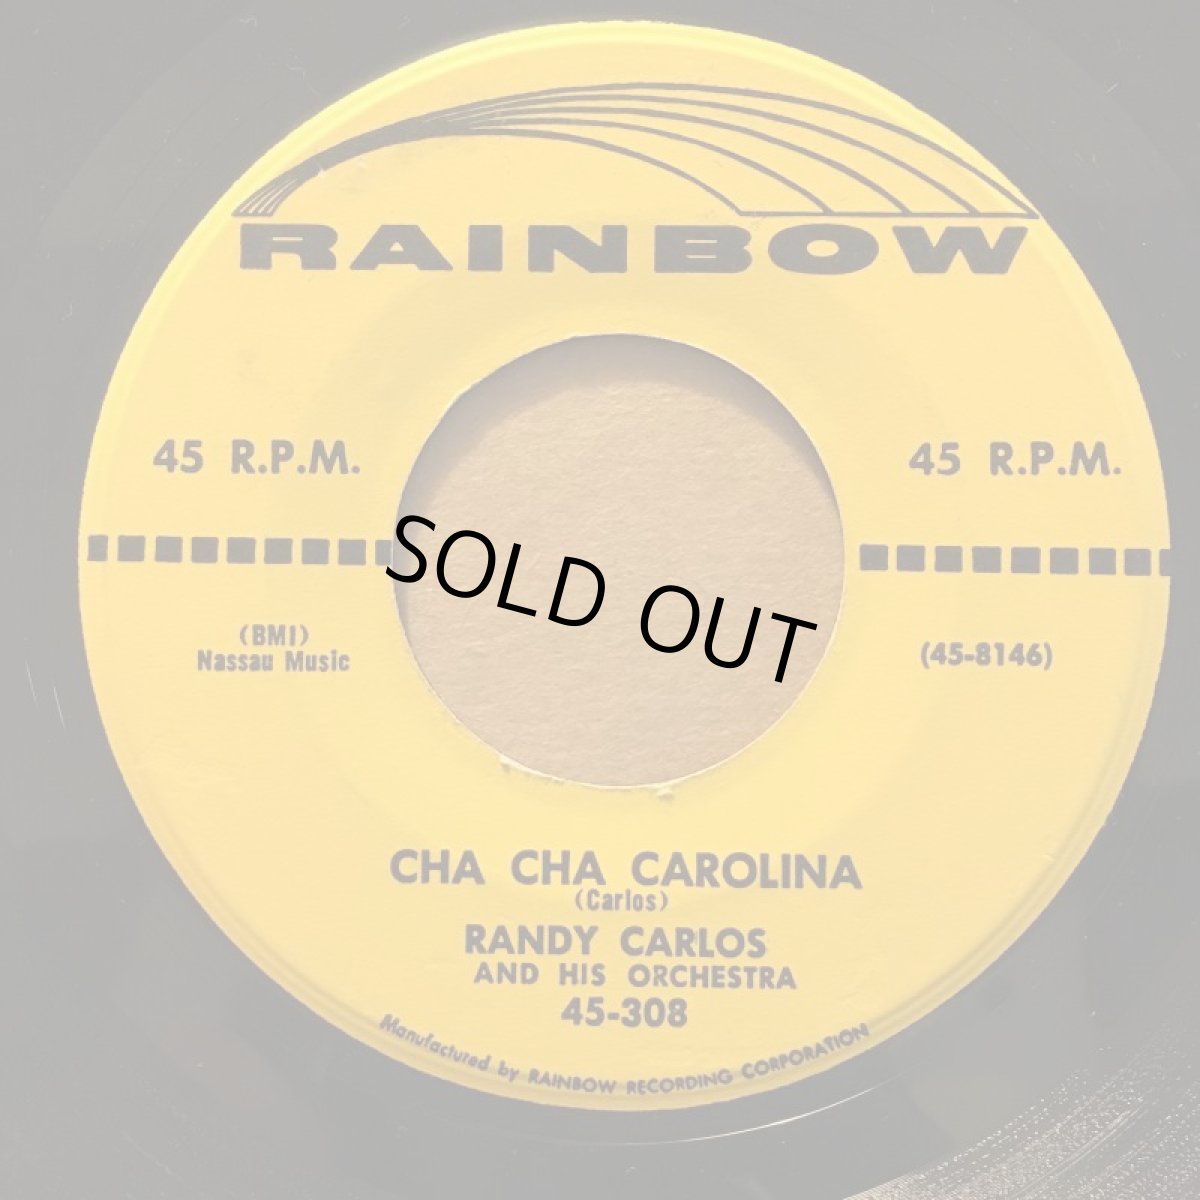 RAINBOW
45 R.P.M.
45 R.P.M.
SOLD OUT
(BMI)
Nassau Music
(45-8146)
CHA CHA CAROLINA
(Carlos)
RANDY CARLOS
AND HIS ORCHESTRA
45-308
Manufactured by RAINBOW RECORDING CORPORATION